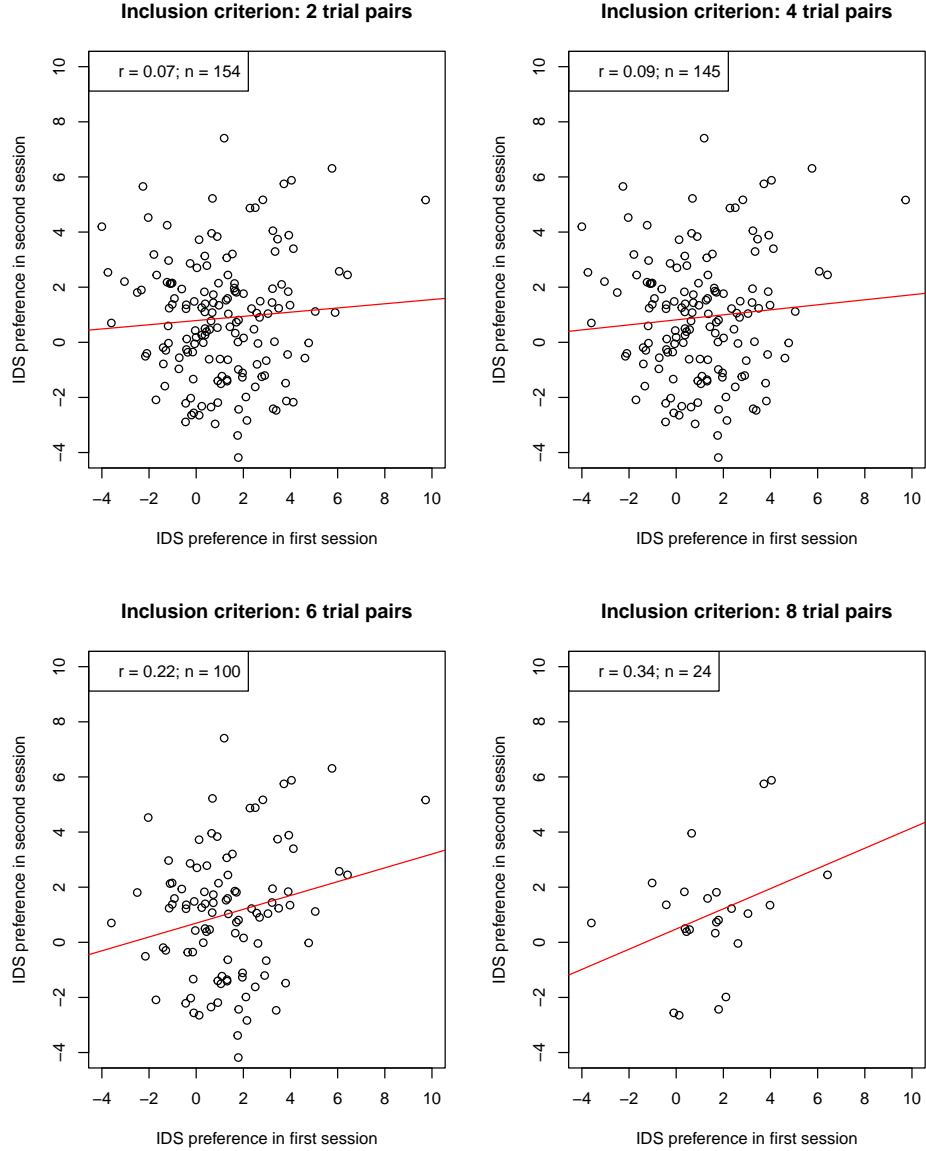 Inclusion criterion: 2 trial pairs
r = 0.07; n = 154
10
8
6
4
2
0
−2
−4
IDS preference in second session
−4 −2 0 2 4 6 8 10
IDS preference in first session
Inclusion criterion: 4 trial pairs
r = 0.09; n = 145
10
8
6
4
2
0
−2
−4
IDS preference in second session
−4 −2 0 2 4 6 8 10
IDS preference in first session
Inclusion criterion: 6 trial pairs
r = 0.22; n = 100
10
8
6
4
2
0
−2
−4
IDS preference in second session
−4 −2 0 2 4 6 8 10
IDS preference in first session
Inclusion criterion: 8 trial pairs
r = 0.34; n = 24
10
8
6
4
2
0
−2
−4
IDS preference in second session
−4 −2 0 2 4 6 8 10
IDS preference in first session